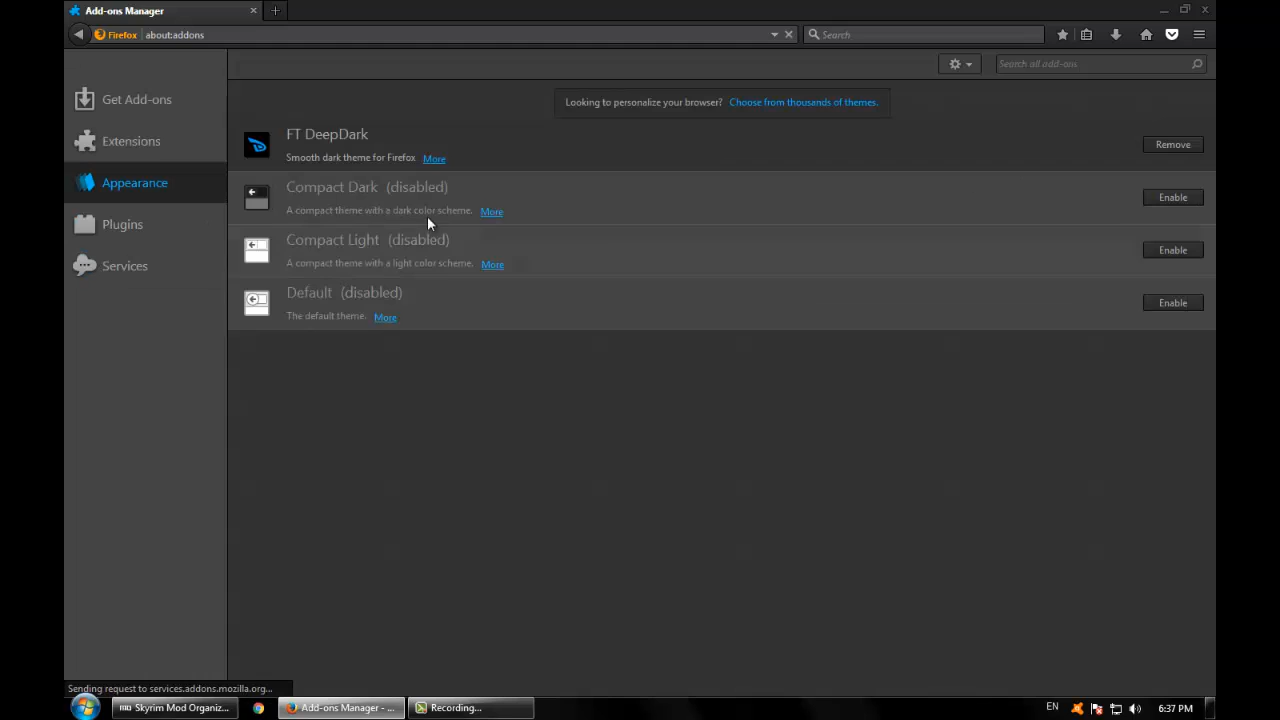 Add-ons Manager
Firefox about:addons
Search
Search all add-ons
Get Add-ons
Extensions
Appearance
Plugins
Services
Looking to personalize your browser? Choose from thousands of themes.
FT DeepDark
Smooth dark theme for Firefox. More
Remove
Compact Dark (disabled)
A compact theme with a dark color scheme. More
Enable
Compact Light (disabled)
A compact theme with a light color scheme. More
Enable
Default (disabled)
The default theme. More
Enable
Sending request to services.addons.mozilla.org...
Skyrim Mod Organiz...
Add-ons Manager - ...
Recording...
EN
6:37 PM